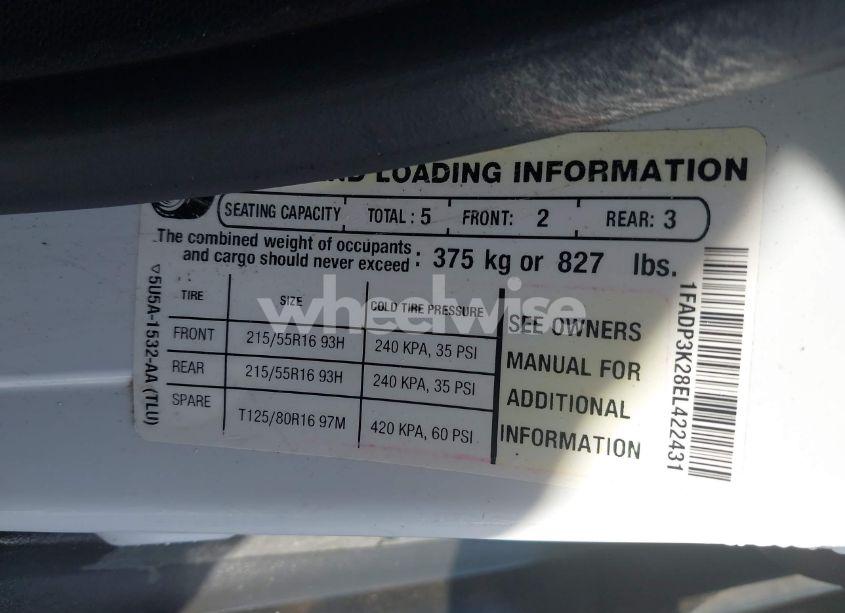 ND LOADING INFORMATION
SEATING CAPACITY TOTAL : 5 FRONT: 2 REAR: 3
The combined weight of occupants
and cargo should never exceed : 375 kg or 827 lbs.
TIRE SIZE COLD TIRE PRESSURE
FRONT 215/55R16 93H 240 KPA, 35 PSI
REAR 215/55R16 93H 240 KPA, 35 PSI
SPARE T125/80R16 97M 420 KPA, 60 PSI
SEE OWNERS
MANUAL FOR
ADDITIONAL
INFORMATION
5U5A-1532-AA (TLU)
1FADP3K28EL422431
wheelwise